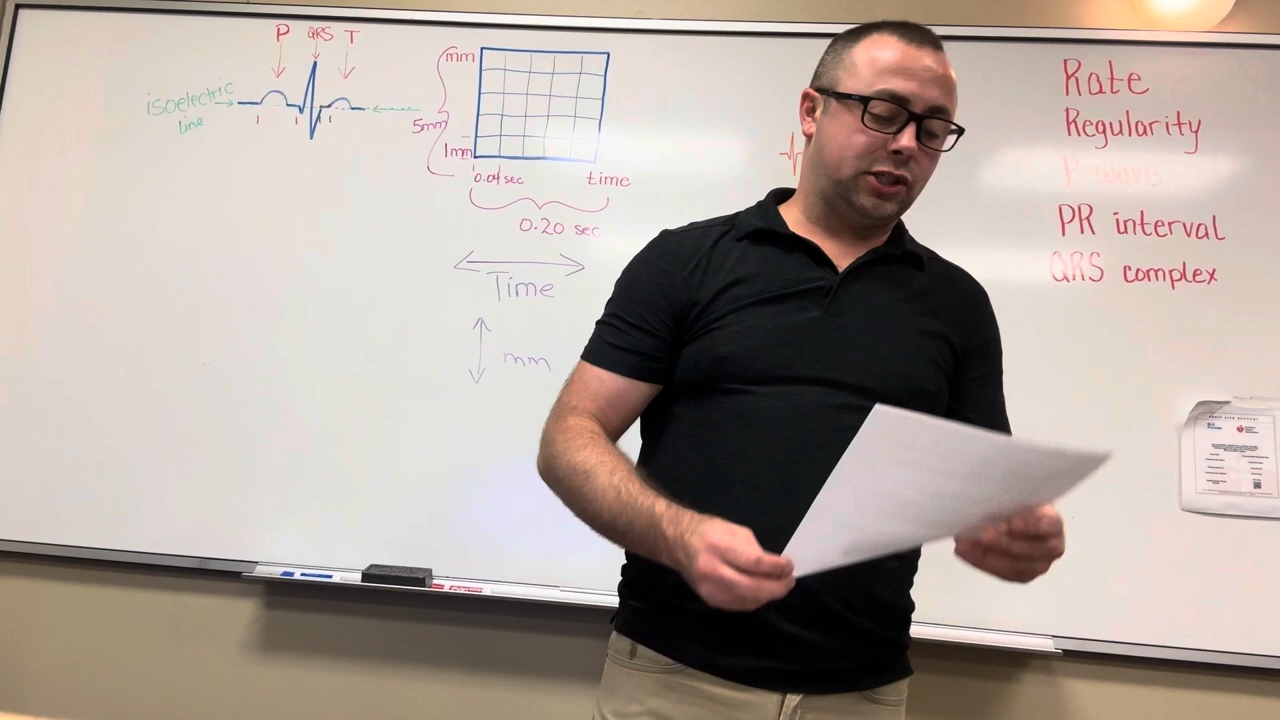 P QRS T
isoelectric
line
mm
5mm
1mm
0.04sec time
0.20 sec
Time
mm
Rate
Regularity
P wave
PR interval
QRS complex